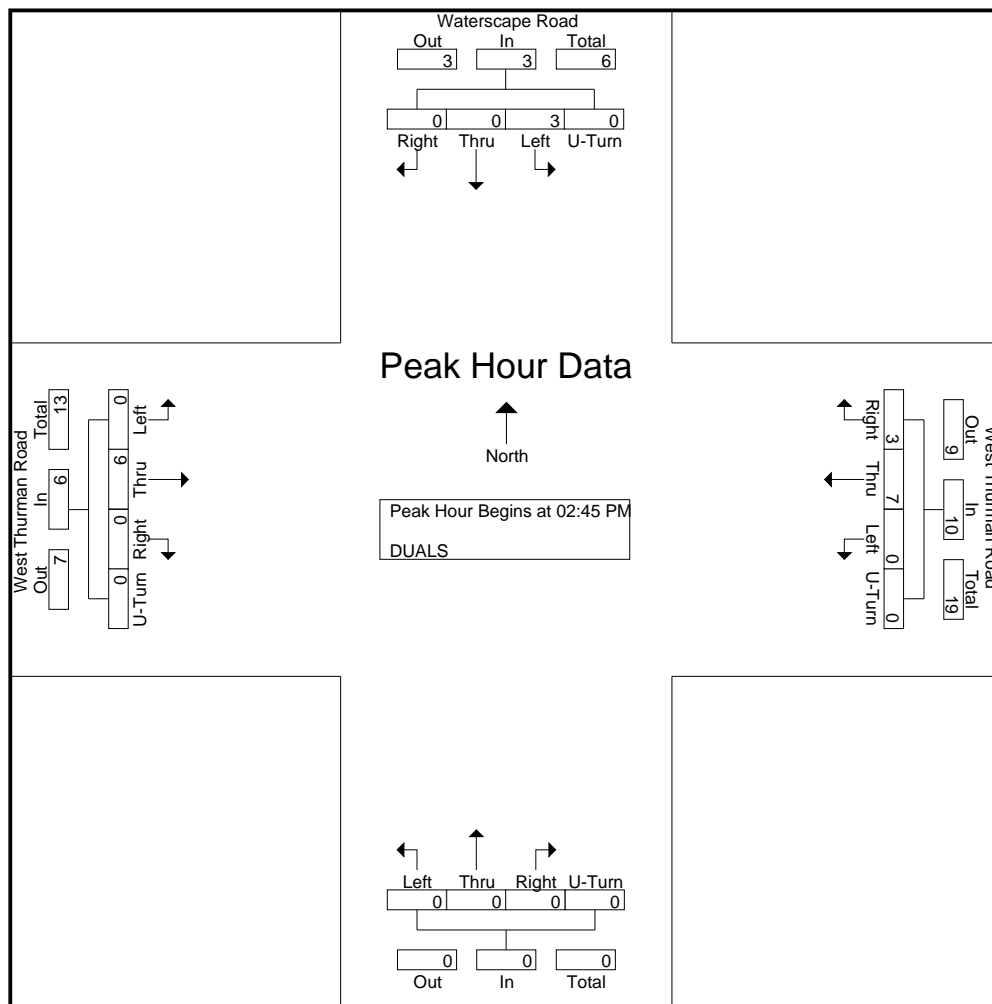 Waterscape Road
Out In Total
3 3 6
0 0 3 0
Right Thru Left U-Turn
Peak Hour Data
North
Peak Hour Begins at 02:45 PM
DUALS
West Thurman Road
Total In Out
13 6 7
0 6 0 0
Left Thru Right U-Turn
West Thurman Road
Out In Total
9 10 19
3 7 0 0
Right Thru Left U-Turn
Left Thru Right U-Turn
0 0 0 0
0 0 0
Out In Total